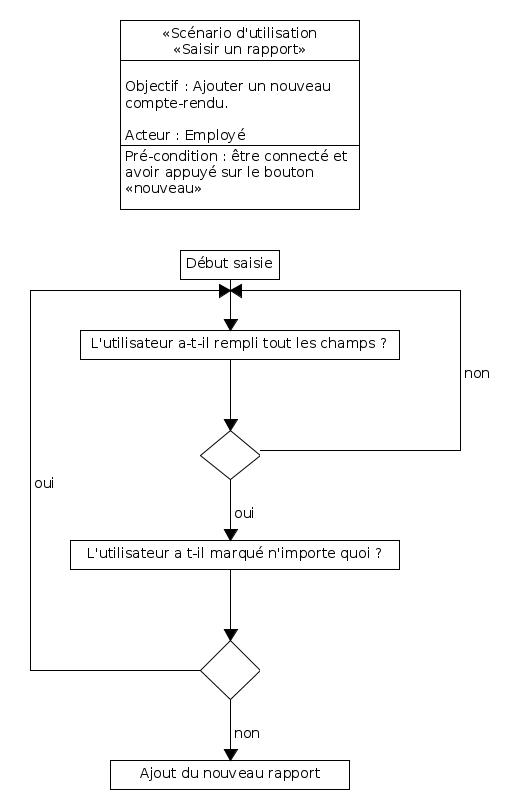 «Scénario d'utilisation
«Saisir un rapport»
Objectif : Ajouter un nouveau
compte-rendu.
Acteur : Employé
Pré-condition : être connecté et
avoir appuyé sur le bouton
«nouveau»
Début saisie
L'utilisateur a-t-il rempli tout les champs ?
non
oui
oui
L'utilisateur a t-il marqué n'importe quoi ?
non
Ajout du nouveau rapport